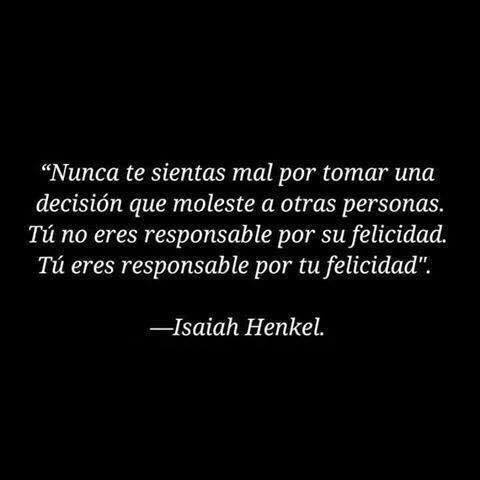 “Nunca te sientas mal por tomar una
decisión que moleste a otras personas.
Tú no eres responsable por su felicidad.
Tú eres responsable por tu felicidad".
—Isaiah Henkel.